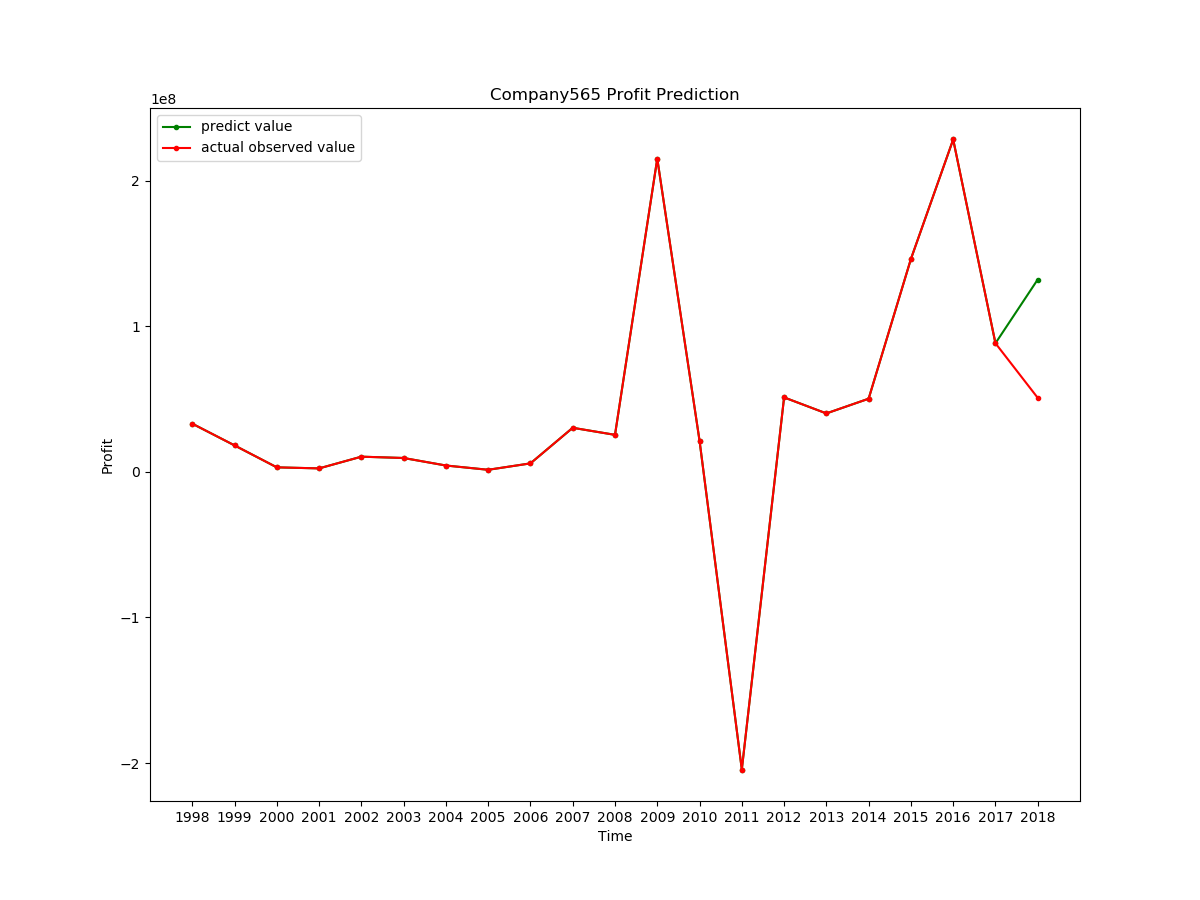 Company565 Profit Prediction
1e8
predict value
actual observed value
2
1
0
−1
−2
Profit
1998 1999 2000 2001 2002 2003 2004 2005 2006 2007 2008 2009 2010 2011 2012 2013 2014 2015 2016 2017 2018
Time